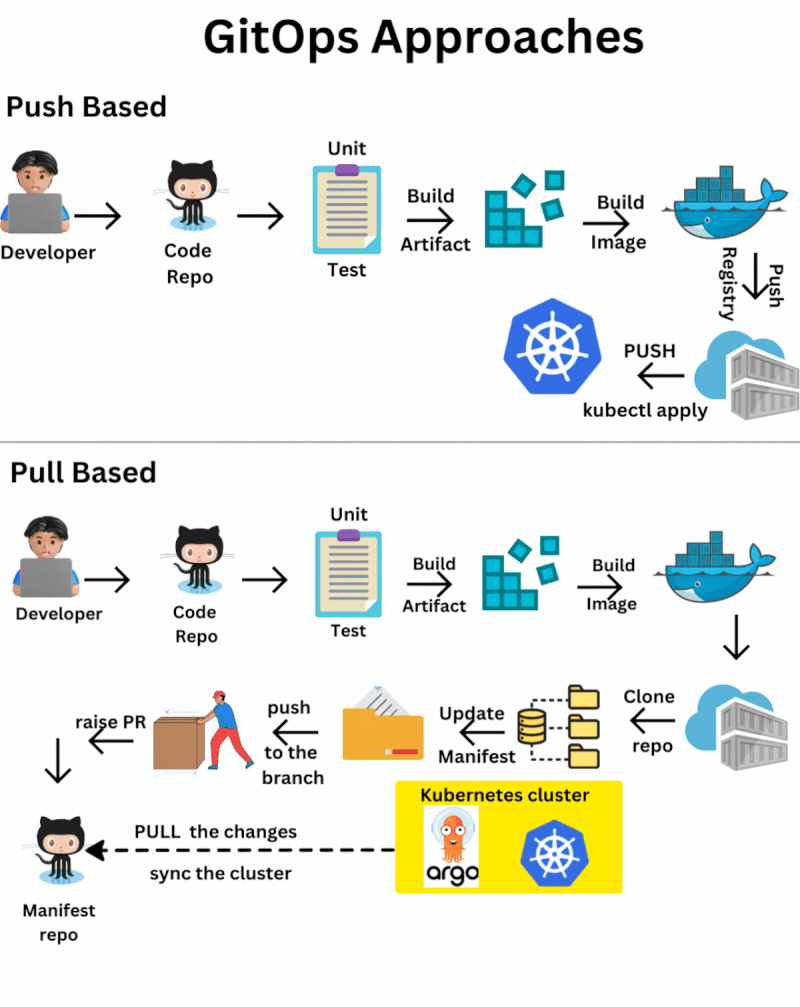 GitOps Approaches
Push Based
Unit
Build
Build
Developer
Code
Repo
Test
Artifact
Image
Push
Registry
PUSH
kubectl apply
Pull Based
Unit
Build
Build
Developer
Code
Repo
Test
Artifact
Image
Clone
repo
Update
Manifest
push
to the
branch
raise PR
Kubernetes cluster
argo
PULL the changes
sync the cluster
Manifest
repo